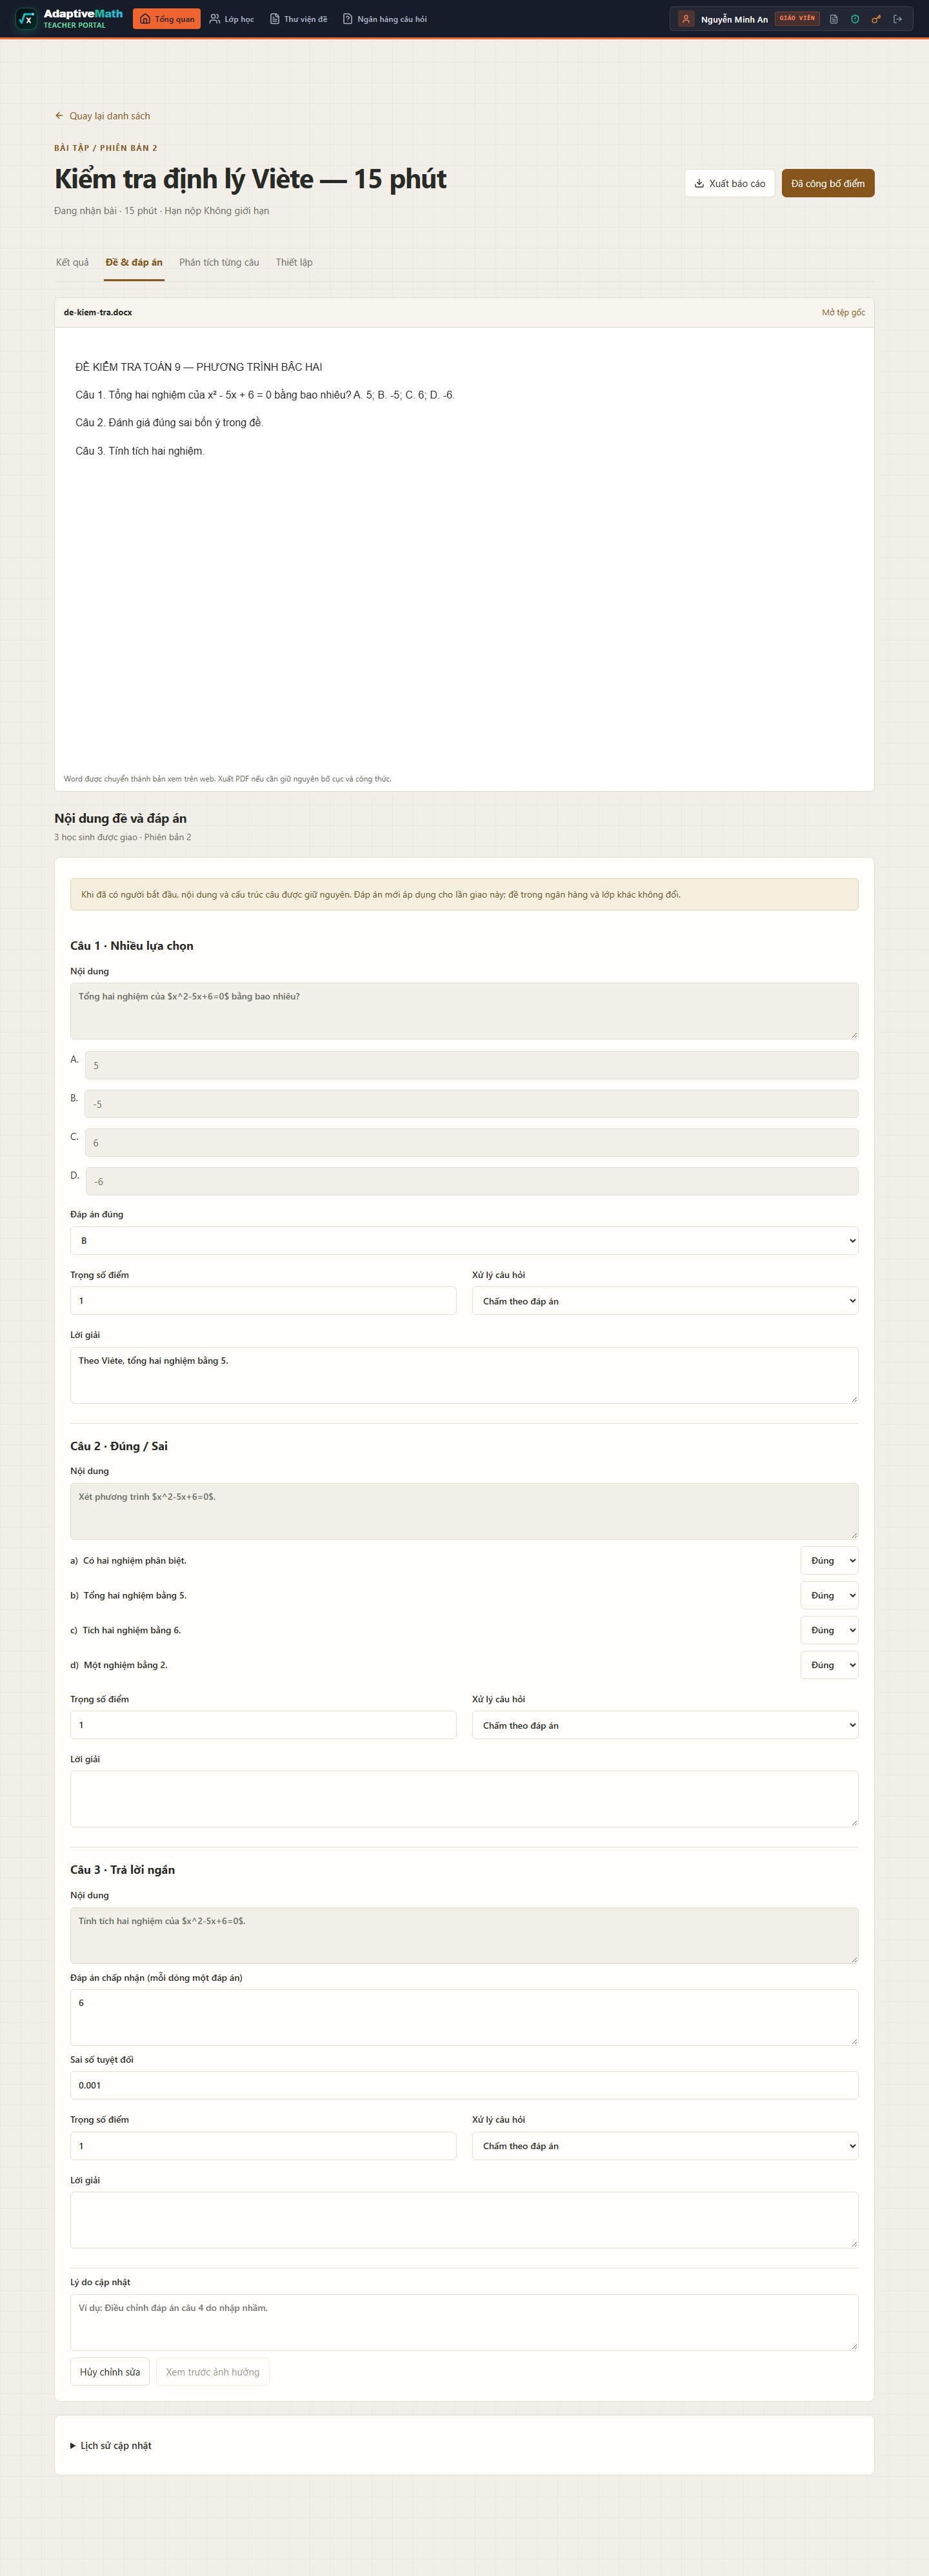 AdaptiveMath
TEACHER PORTAL
Tổng quan
Lớp học
Thư viện đề
Ngân hàng câu hỏi
Nguyễn Minh An
GIÁO VIÊN
Quay lại danh sách
BÀI TẬP / PHIÊN BẢN 2
Kiểm tra định lý Viète — 15 phút
Đang nhận bài · 15 phút · Hạn nộp Không giới hạn
Xuất báo cáo
Đã công bố điểm
Kết quả
Đề & đáp án
Phân tích từng câu
Thiết lập
de-kiem-tra.docx
Mở tệp gốc
ĐỀ KIỂM TRA TOÁN 9 — PHƯƠNG TRÌNH BẬC HAI
Câu 1. Tổng hai nghiệm của x² - 5x + 6 = 0 bằng bao nhiêu? A. 5; B. -5; C. 6; D. -6.
Câu 2. Đánh giá đúng sai bốn ý trong đề.
Câu 3. Tính tích hai nghiệm.
Word được chuyển thành bản xem trên web. Xuất PDF nếu cần giữ nguyên bố cục và công thức.
Nội dung đề và đáp án
3 học sinh được giao · Phiên bản 2
Khi đã có người bắt đầu, nội dung và cấu trúc câu được giữ nguyên. Đáp án mới áp dụng cho lần giao này; đề trong ngân hàng và lớp khác không đổi.
Câu 1 · Nhiều lựa chọn
Nội dung
Tổng hai nghiệm của $x^2-5x+6=0$ bằng bao nhiêu?
A. 5
B. -5
C. 6
D. -6
Đáp án đúng
B
Trọng số điểm
Xử lý câu hỏi
1
Chấm theo đáp án
Lời giải
Theo Viète, tổng hai nghiệm bằng 5.
Câu 2 · Đúng / Sai
Nội dung
Xét phương trình $x^2-5x+6=0$.
a) Có hai nghiệm phân biệt.
Đúng
b) Tổng hai nghiệm bằng 5.
Đúng
c) Tích hai nghiệm bằng 6.
Đúng
d) Một nghiệm bằng 2.
Đúng
Trọng số điểm
Xử lý câu hỏi
1
Chấm theo đáp án
Lời giải
Câu 3 · Trả lời ngắn
Nội dung
Tính tích hai nghiệm của $x^2-5x+6=0$.
Đáp án chấp nhận (mỗi dòng một đáp án)
6
Sai số tuyệt đối
0.001
Trọng số điểm
Xử lý câu hỏi
1
Chấm theo đáp án
Lời giải
Lý do cập nhật
Ví dụ: Điều chỉnh đáp án câu 4 do nhập nhầm.
Hủy chỉnh sửa
Xem trước ảnh hưởng
Lịch sử cập nhật